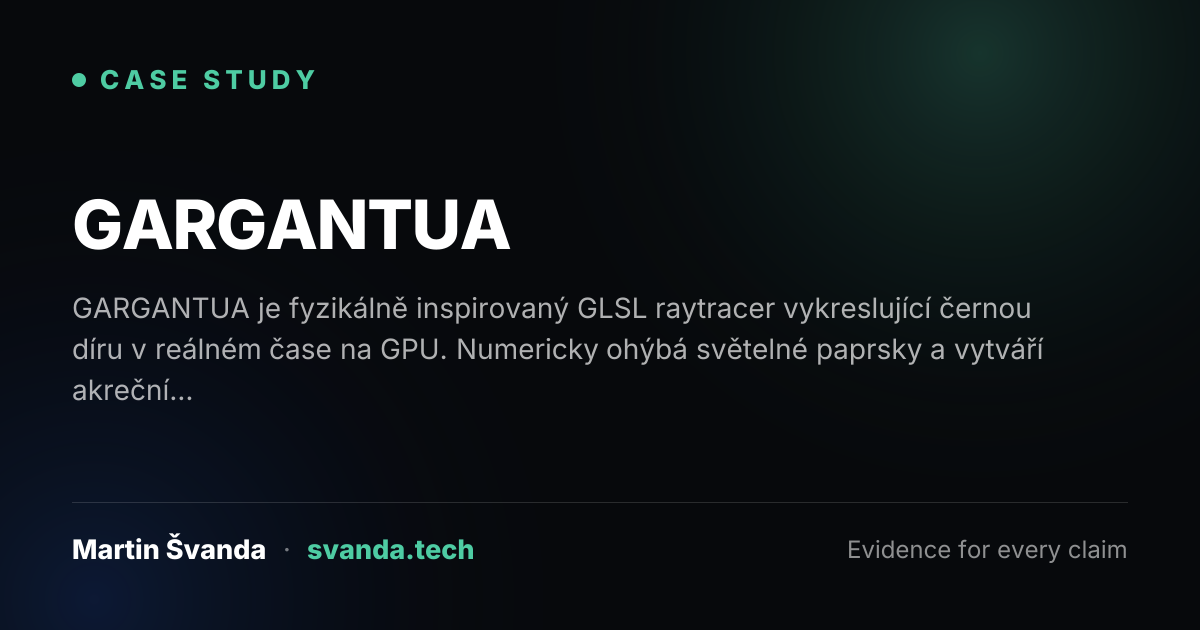 CASE STUDY
GARGANTUA
GARGANTUA je fyzikálně inspirovaný GLSL raytracer vykreslující černou
díru v reálném čase na GPU. Numericky ohýbá světelné paprsky a vytváří
akreční…
Martin Švanda · svanda.tech
Evidence for every claim